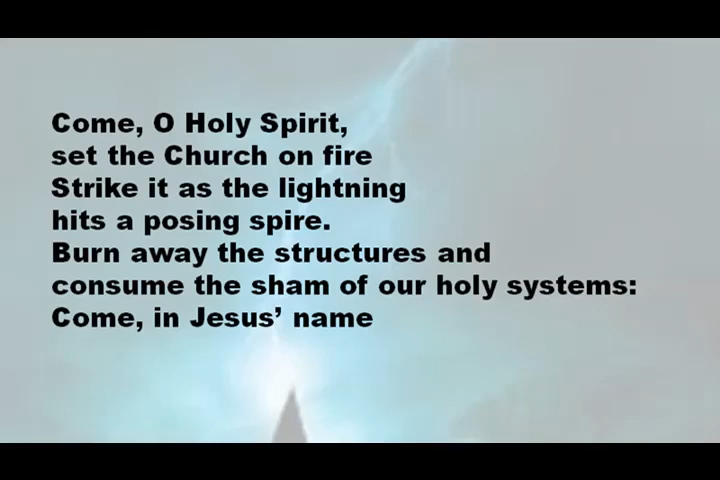 Come, O Holy Spirit,
set the Church on fire
Strike it as the lightning
hits a posing spire.
Burn away the structures and
consume the sham of our holy systems:
Come, in Jesus’ name